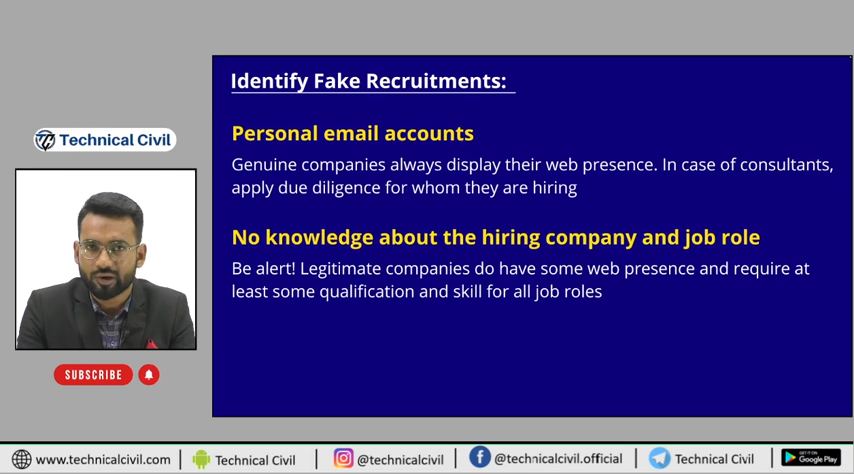 Identify Fake Recruitments:
Technical Civil
Personal email accounts
Genuine companies always display their web presence. In case of consultants,
apply due diligence for whom they are hiring
No knowledge about the hiring company and job role
Be alert! Legitimate companies do have some web presence and require at
least some qualification and skill for all job roles
SUBSCRIBE
www.technicalcivil.com | Technical Civil | @technicalcivil | @technicalcivil.official | Technical Civil | GET IT ON Google Play